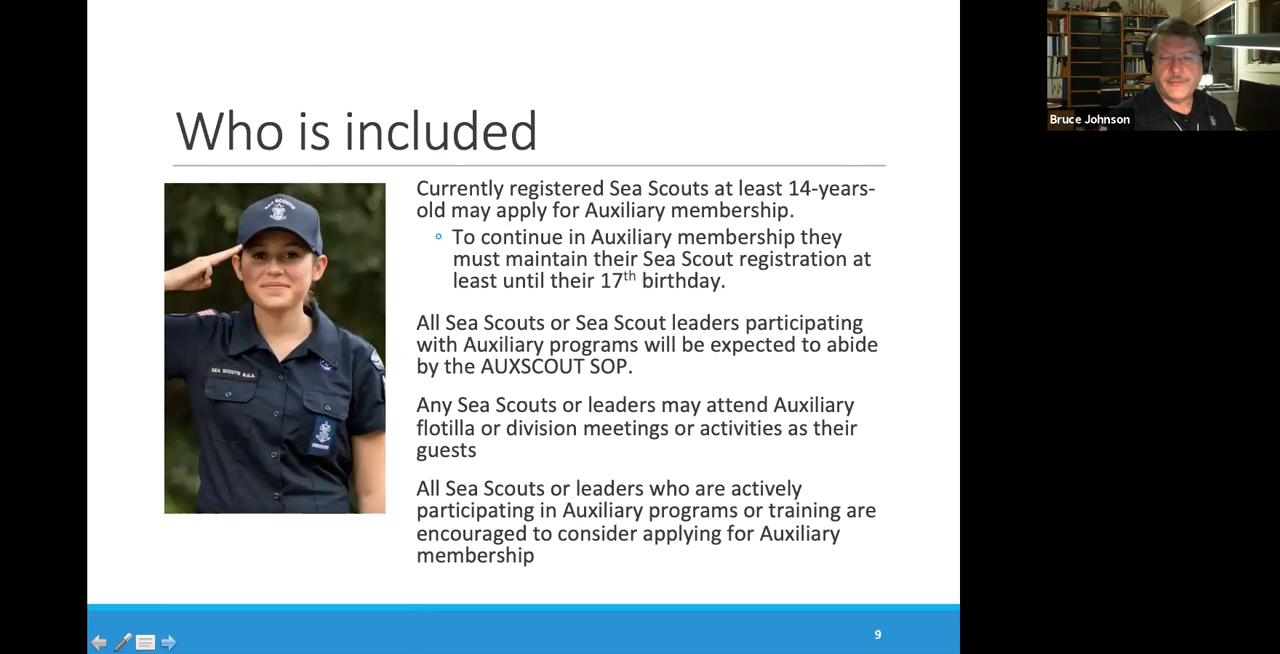 Who is included
Currently registered Sea Scouts at least 14-years-
old may apply for Auxiliary membership.
To continue in Auxiliary membership they
must maintain their Sea Scout registration at
least until their 17th birthday.
All Sea Scouts or Sea Scout leaders participating
with Auxiliary programs will be expected to abide
by the AUXSCOUT SOP.
Any Sea Scouts or leaders may attend Auxiliary
flotilla or division meetings or activities as their
guests
All Sea Scouts or leaders who are actively
participating in Auxiliary programs or training are
encouraged to consider applying for Auxiliary
membership
SEA SCOUTS
SEA SCOUTS B.S.A.
9
Bruce Johnson